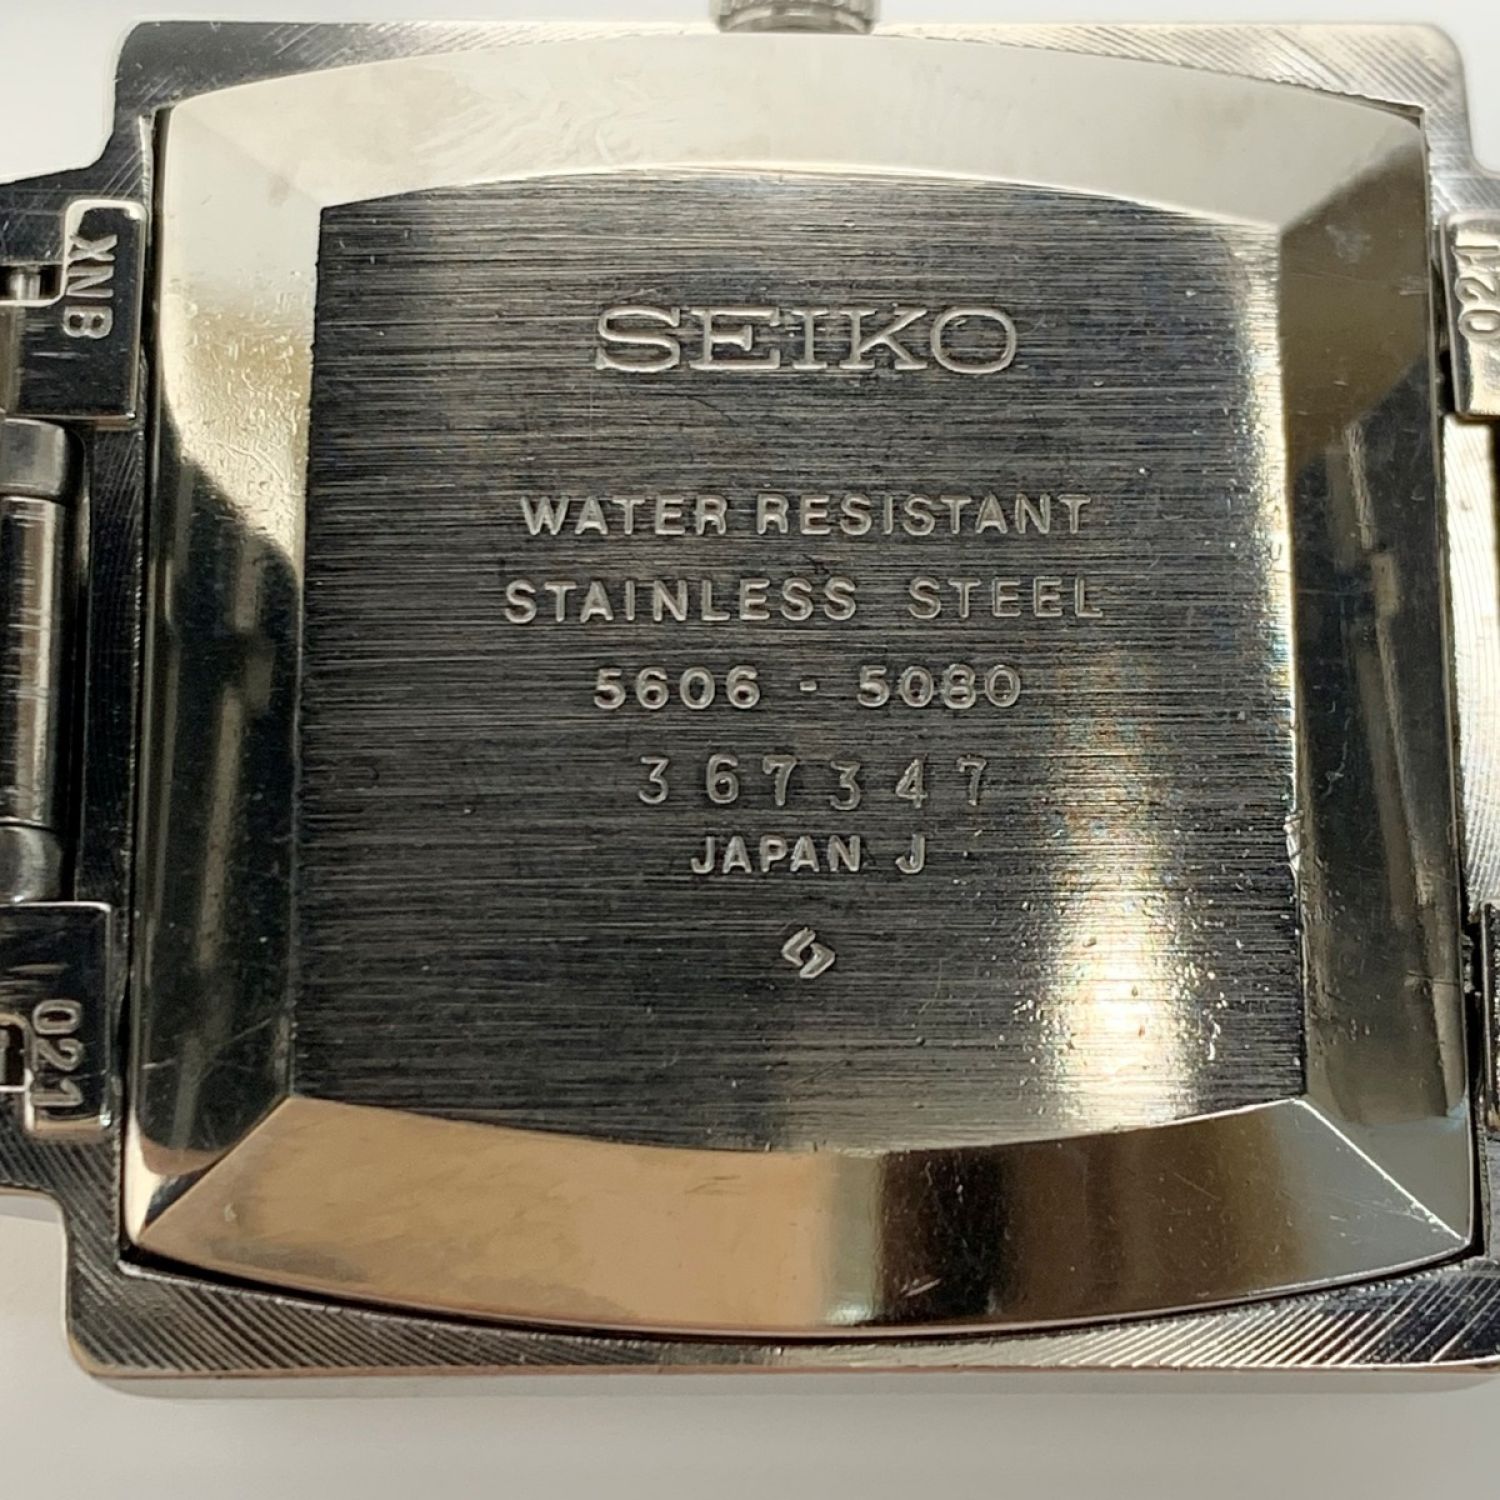 SEIKO
WATER RESISTANT
STAINLESS STEEL
5606 - 5080
367347
JAPAN J
XNB
021
021